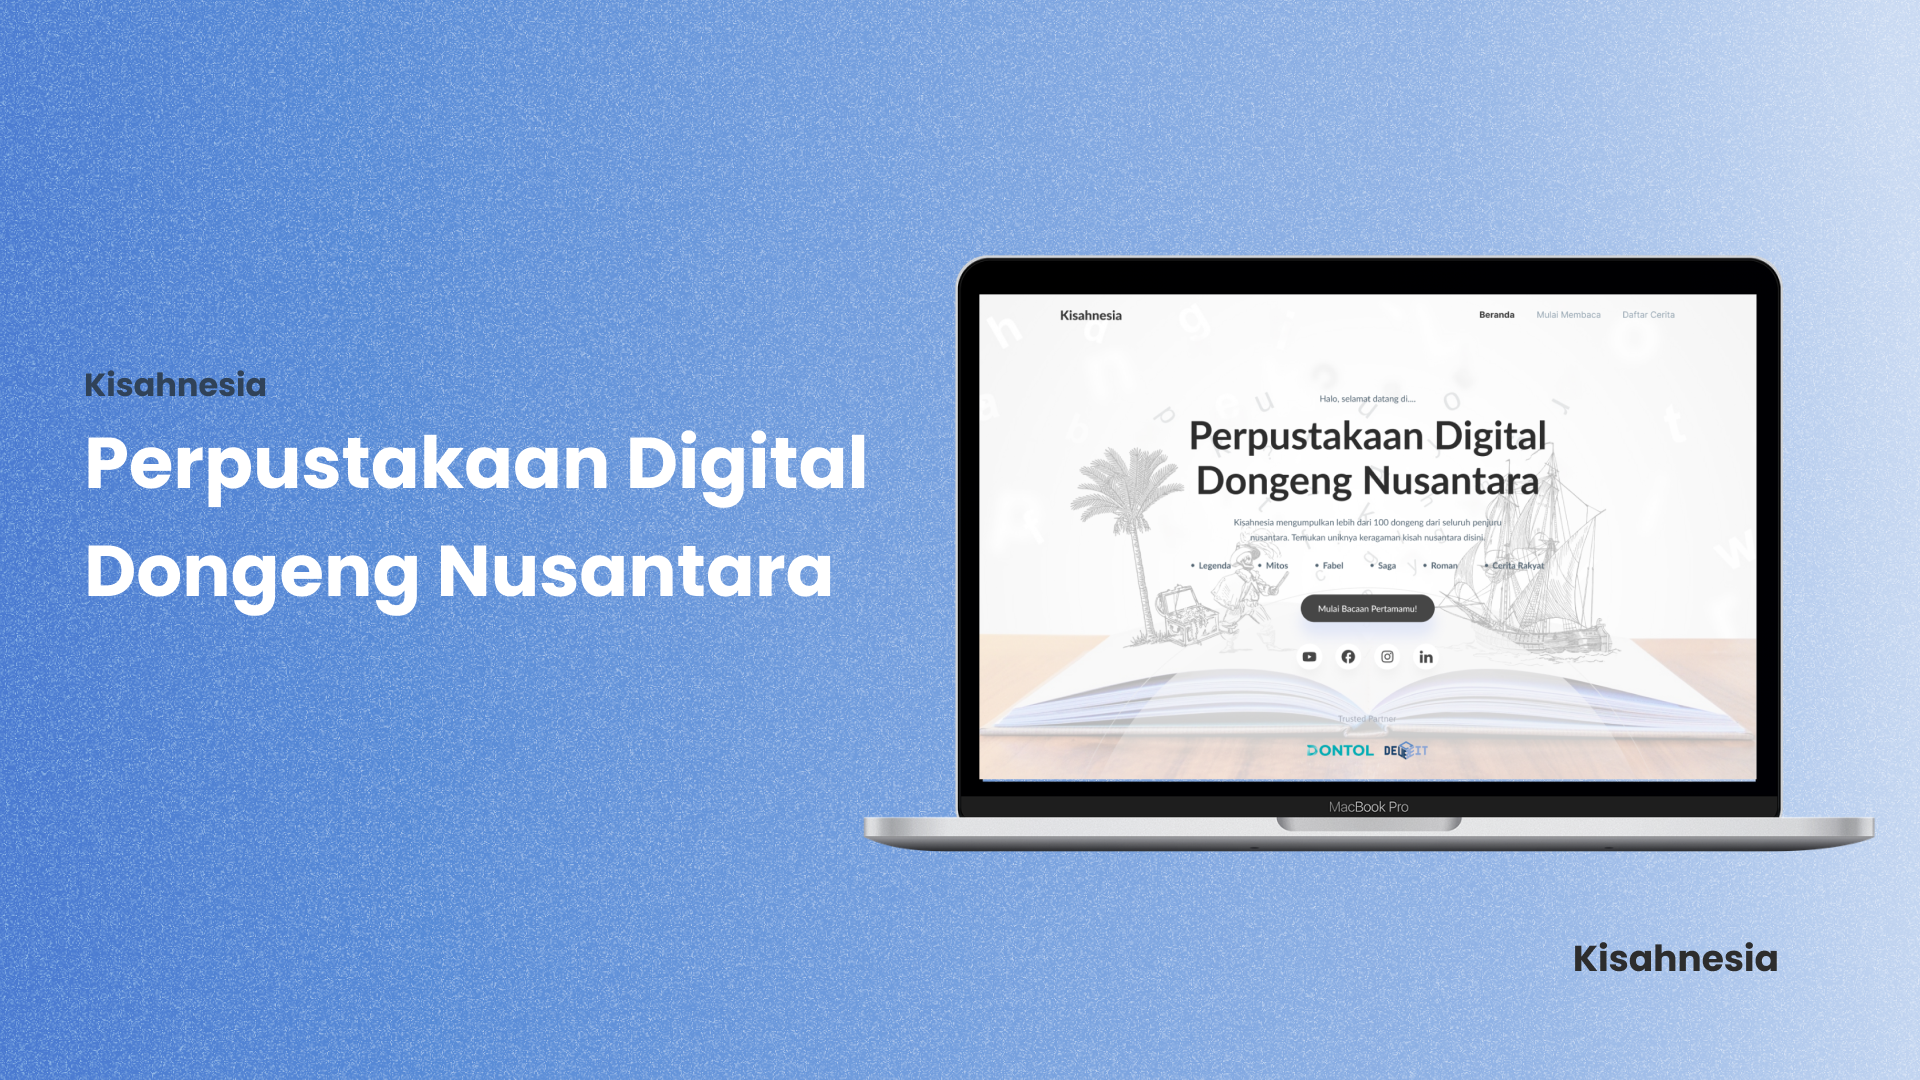 Kisahnesia
Perpustakaan Digital
Dongeng Nusantara
Kisahnesia
Beranda
Mulai Membaca
Daftar Cerita
Halo, selamat datang di....
Perpustakaan Digital
Dongeng Nusantara
Kisahnesia mengumpulkan lebih dari 100 dongeng dari seluruh penjuru
nusantara. Temukan uniknya keragaman kisah nusantara disini.
• Legenda • Mitos • Fabel • Saga • Roman • Cerita Rakyat
Mulai Bacaan Pertamamu!
Trusted Partner
DONTOL
MacBook Pro
Kisahnesia